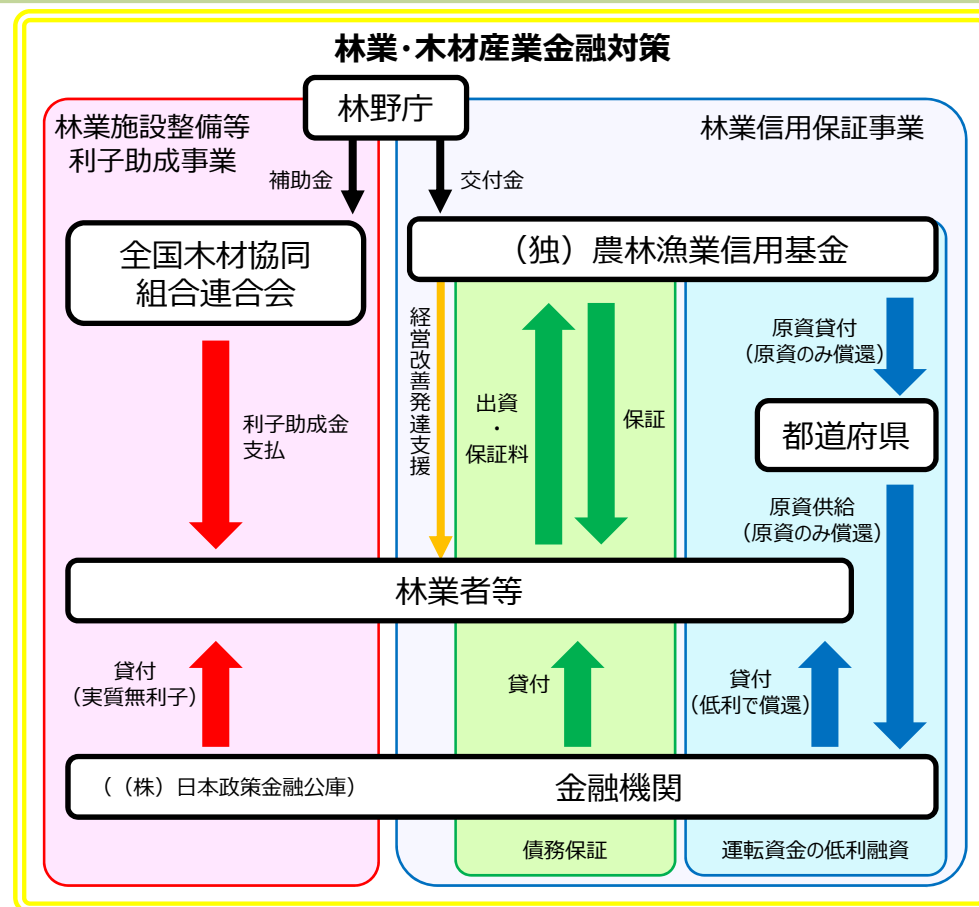 林業・木材産業金融対策
林野庁
林業施設整備等
利子助成事業
林業信用保証事業
補助金
交付金
全国木材協同
組合連合会
（独）農林漁業信用基金
経営改善発達支援
出資
・
保証料
保証
原資貸付
（原資のみ償還）
都道府県
利子助成金
支払
原資供給
（原資のみ償還）
林業者等
貸付
（実質無利子）
貸付
貸付
（低利で償還）
（（株）日本政策金融公庫）
金融機関
債務保証
運転資金の低利融資